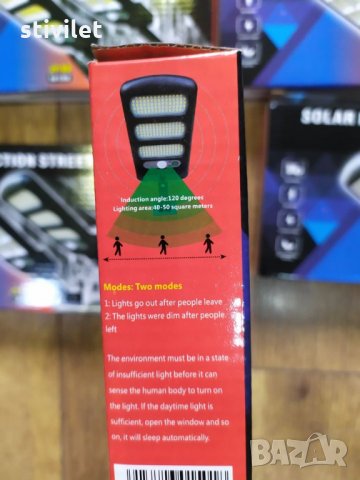 stivilet
SOLAR
CTION STREE
Induction angle:120 degrees
Lighting area:40-50 square meters
Modes: Two modes
1: Lights go out after people leave
2: The lights were dim after people
left
The environment must be in a state
of insufficient light before it can
sense the human body to turn on
the light. If the daytime light is
sufficient, open the window and so
on, it will sleep automatically.
BAZAR